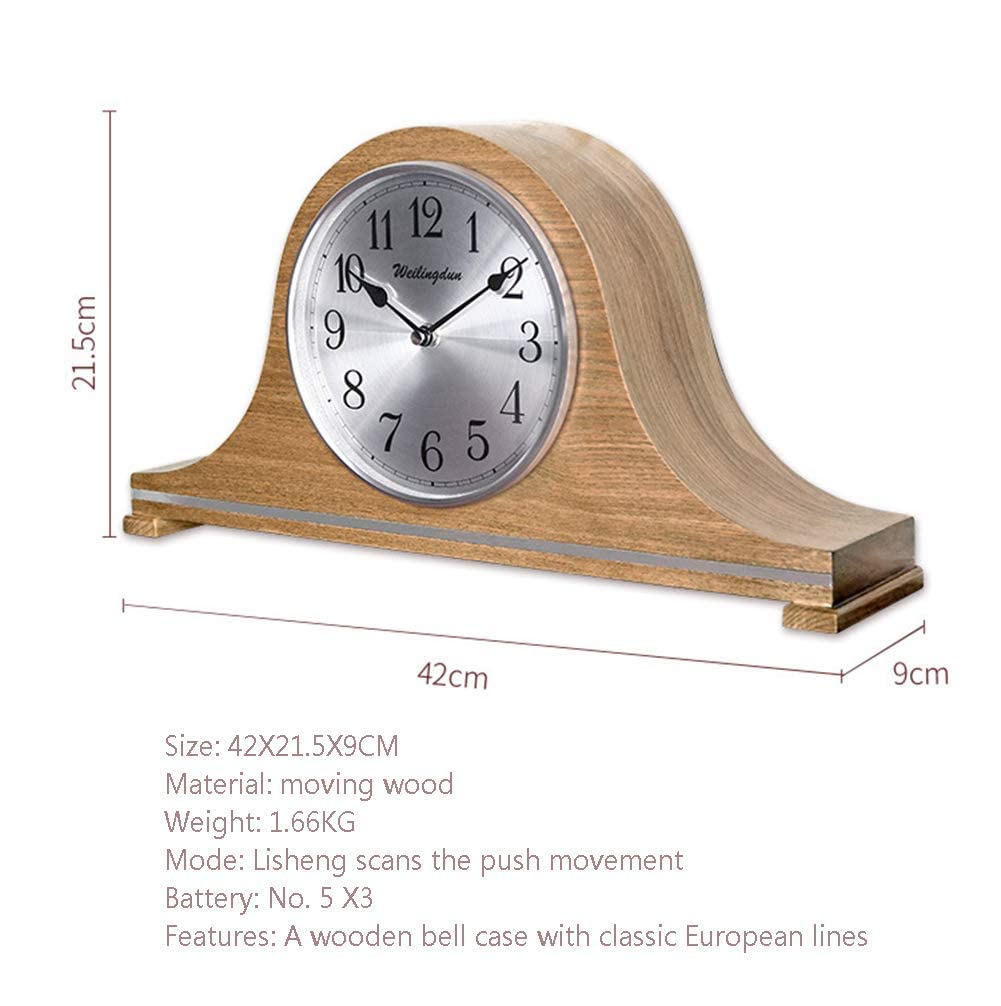 12
11
1
Weilingdun
10
2
9
3
8
4
7
5
6
21.5cm
42cm
9cm
Size: 42X21.5X9CM
Material: moving wood
Weight: 1.66KG
Mode: Lisheng scans the push movement
Battery: No. 5 X3
Features: A wooden bell case with classic European lines